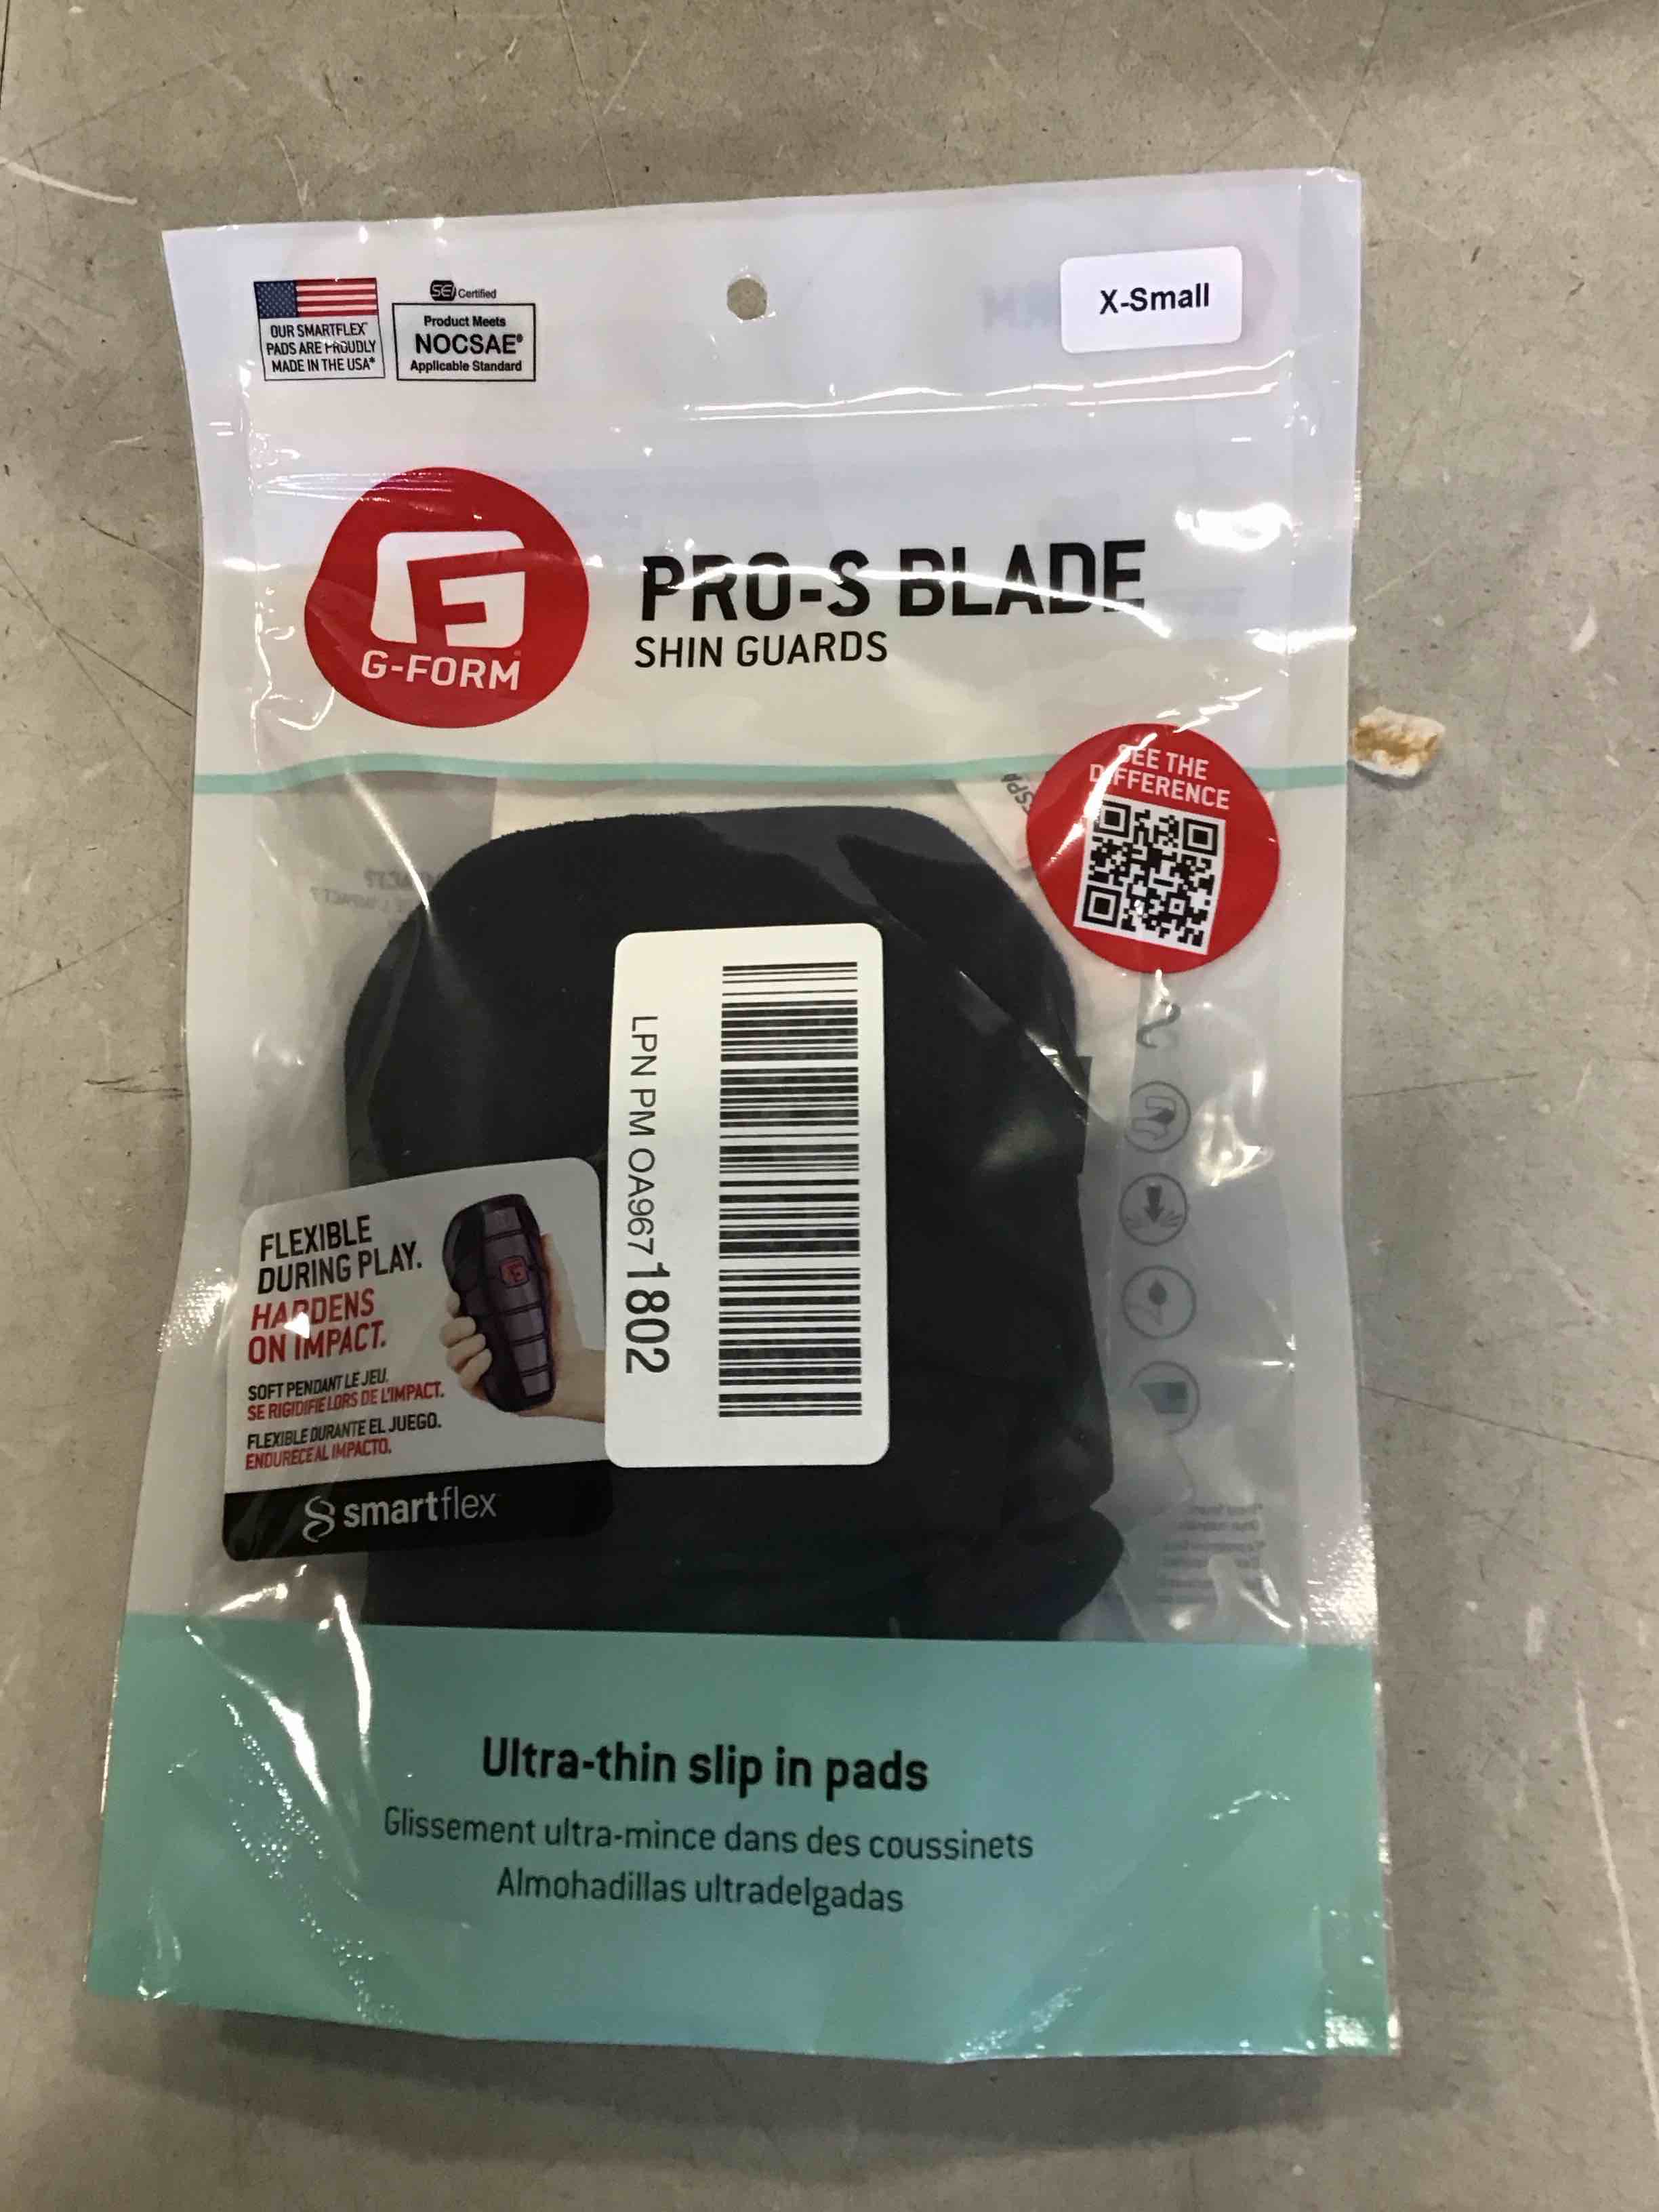 OUR SMARTFLEX
PADS ARE PROUDLY
MADE IN THE USA*
SEI Certified
Product Meets
NOCSAE®
Applicable Standard
X-Small
G-FORM
PRO-S BLADE
SHIN GUARDS
SEE THE
DIFFERENCE
LPN PM OA9671802
FLEXIBLE
DURING PLAY.
HARDENS
ON IMPACT.
SOFT PENDANT LE JEU.
SE RIGIDIFIE LORS DE L'IMPACT.
FLEXIBLE DURANTE EL JUEGO.
ENDURECE AL IMPACTO.
smartflex
Ultra-thin slip in pads
Glissement ultra-mince dans des coussinets
Almohadillas ultradelgadas